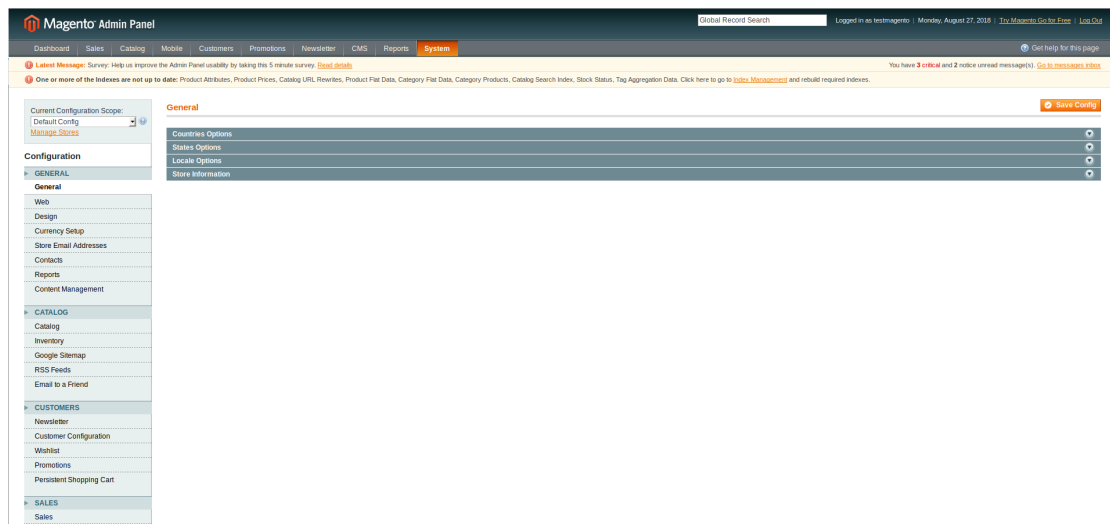 Magento Admin Panel
Global Record Search
Logged in as testmagento | Monday, August 27, 2018 | Try Magento Go for Free | Log Out
Dashboard Sales Catalog Mobile Customers Promotions Newsletter CMS Reports System
Get help for this page
Latest Message: Survey: Help us improve the Admin Panel usability by taking this 5 minute survey. Read details
You have 3 critical and 2 notice unread message(s). Go to messages inbox
One or more of the Indexes are not up to date: Product Attributes, Product Prices, Catalog URL Rewrites, Product Flat Data, Category Flat Data, Category Products, Catalog Search Index, Stock Status, Tag Aggregation Data. Click here to go to Index Management and rebuild required indexes.
Current Configuration Scope:
Default Config
Manage Stores
Configuration
GENERAL
General
Web
Design
Currency Setup
Store Email Addresses
Contacts
Reports
Content Management
CATALOG
Catalog
Inventory
Google Sitemap
RSS Feeds
Email to a Friend
CUSTOMERS
Newsletter
Customer Configuration
Wishlist
Promotions
Persistent Shopping Cart
SALES
Sales
General
Save Config
Countries Options
States Options
Locale Options
Store Information